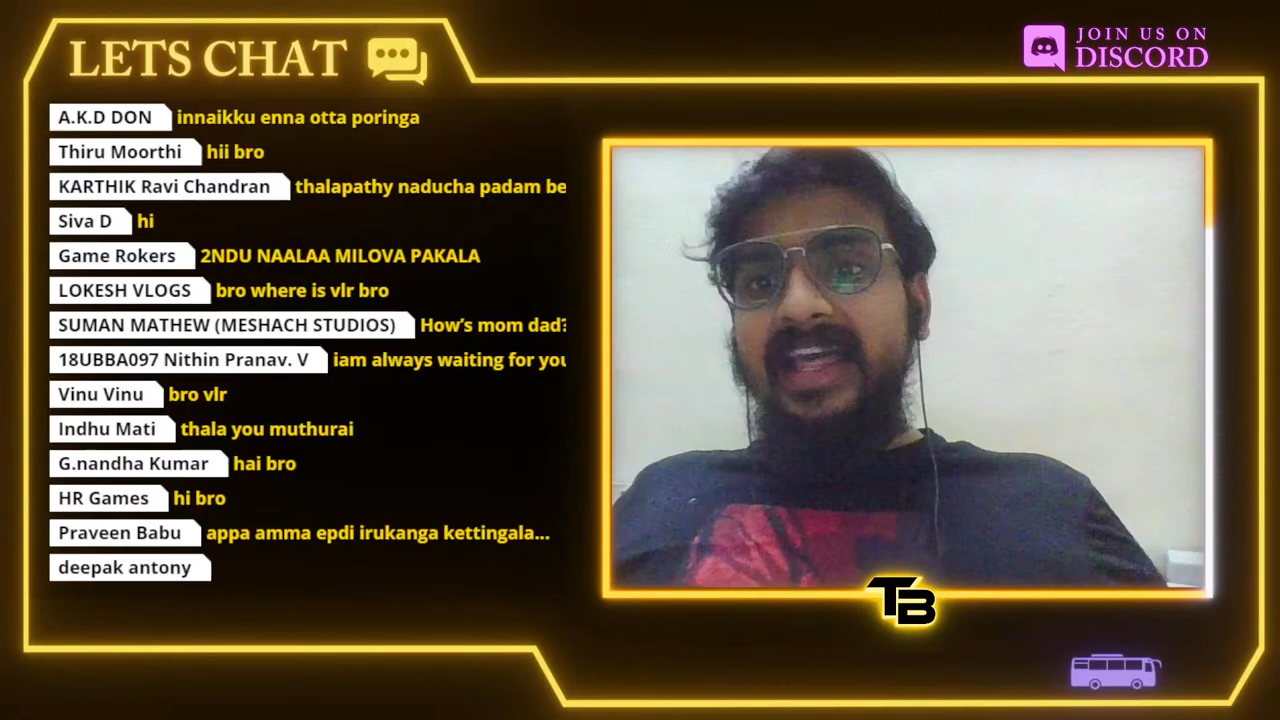 LETS CHAT
JOIN US ON
DISCORD
A.K.D DON innaikku enna otta poringa
Thiru Moorthi hii bro
KARTHIK Ravi Chandran thalapathy naducha padam be
Siva D hi
Game Rokers 2NDU NAALAA MILOVA PAKALA
LOKESH VLOGS bro where is vlr bro
SUMAN MATHEW (MESHACH STUDIOS) How's mom dad?
18UBBA097 Nithin Pranav. V iam always waiting for you
Vinu Vinu bro vlr
Indhu Mati thala you muthurai
G.nandha Kumar hai bro
HR Games hi bro
Praveen Babu appa amma epdi irukanga kettingala...
deepak antony
TB